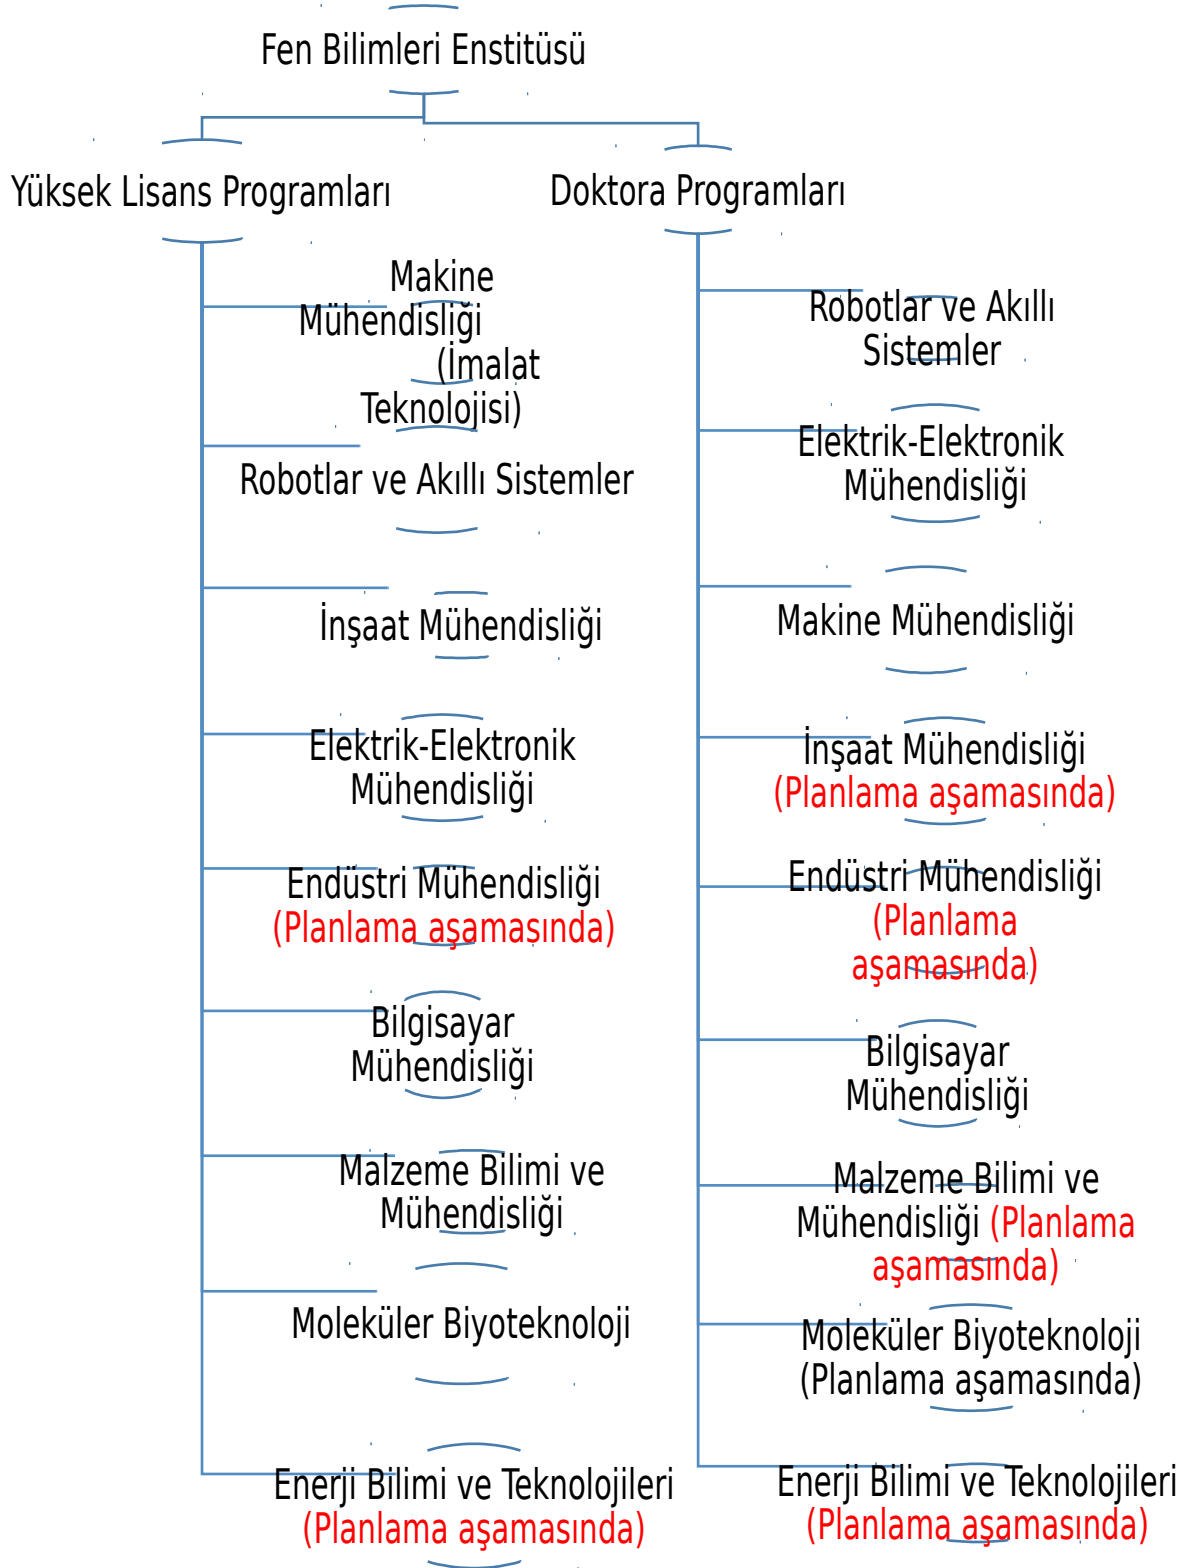 Fen Bilimleri Enstitüsü
Yüksek Lisans Programları
Makine
Mühendisliği
(İmalat
Teknolojisi)
Robotlar ve Akıllı Sistemler
İnşaat Mühendisliği
Elektrik-Elektronik
Mühendisliği
Endüstri Mühendisliği
(Planlama aşamasında)
Bilgisayar
Mühendisliği
Malzeme Bilimi ve
Mühendisliği
Moleküler Biyoteknoloji
Enerji Bilimi ve Teknolojileri
(Planlama aşamasında)
Doktora Programları
Robotlar ve Akıllı
Sistemler
Elektrik-Elektronik
Mühendisliği
Makine Mühendisliği
İnşaat Mühendisliği
(Planlama aşamasında)
Endüstri Mühendisliği
(Planlama
aşamasında)
Bilgisayar
Mühendisliği
Malzeme Bilimi ve
Mühendisliği (Planlama
aşamasında)
Moleküler Biyoteknoloji
(Planlama aşamasında)
Enerji Bilimi ve Teknolojileri
(Planlama aşamasında)